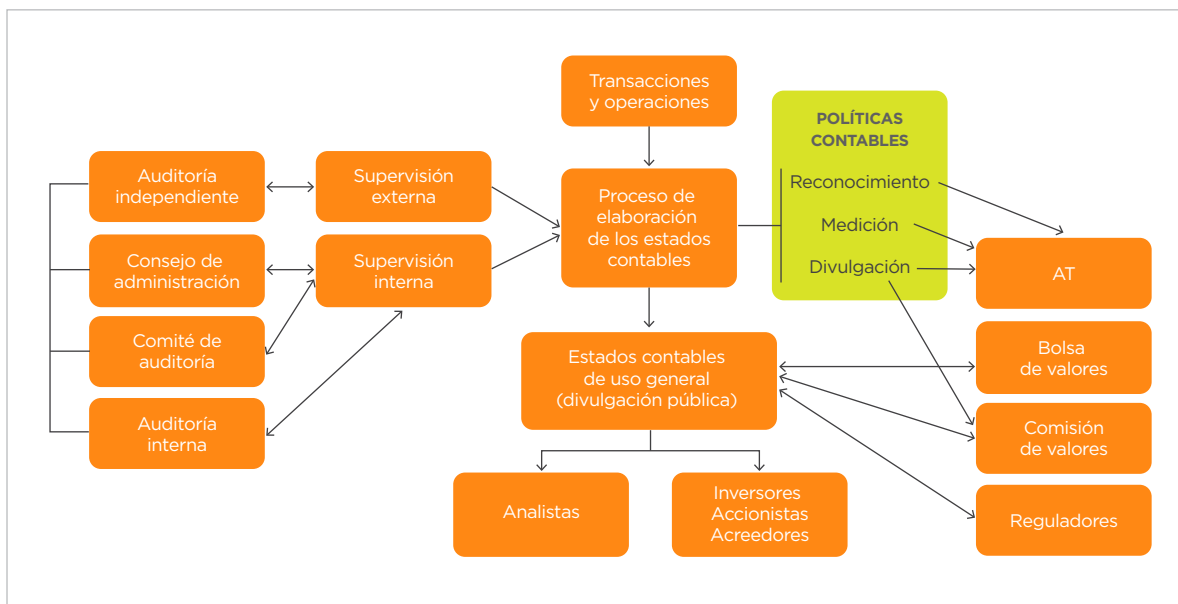 Transacciones
y operaciones
POLÍTICAS
CONTABLES
Reconocimiento
Medición
Divulgación
Auditoría
independiente
Supervisión
externa
Proceso de
elaboración
de los estados
contables
Consejo de
administración
Supervisión
interna
AT
Comité de
auditoría
Estados contables
de uso general
(divulgación pública)
Bolsa
de valores
Auditoría
interna
Comisión
de valores
Analistas
Inversores
Accionistas
Acreedores
Reguladores